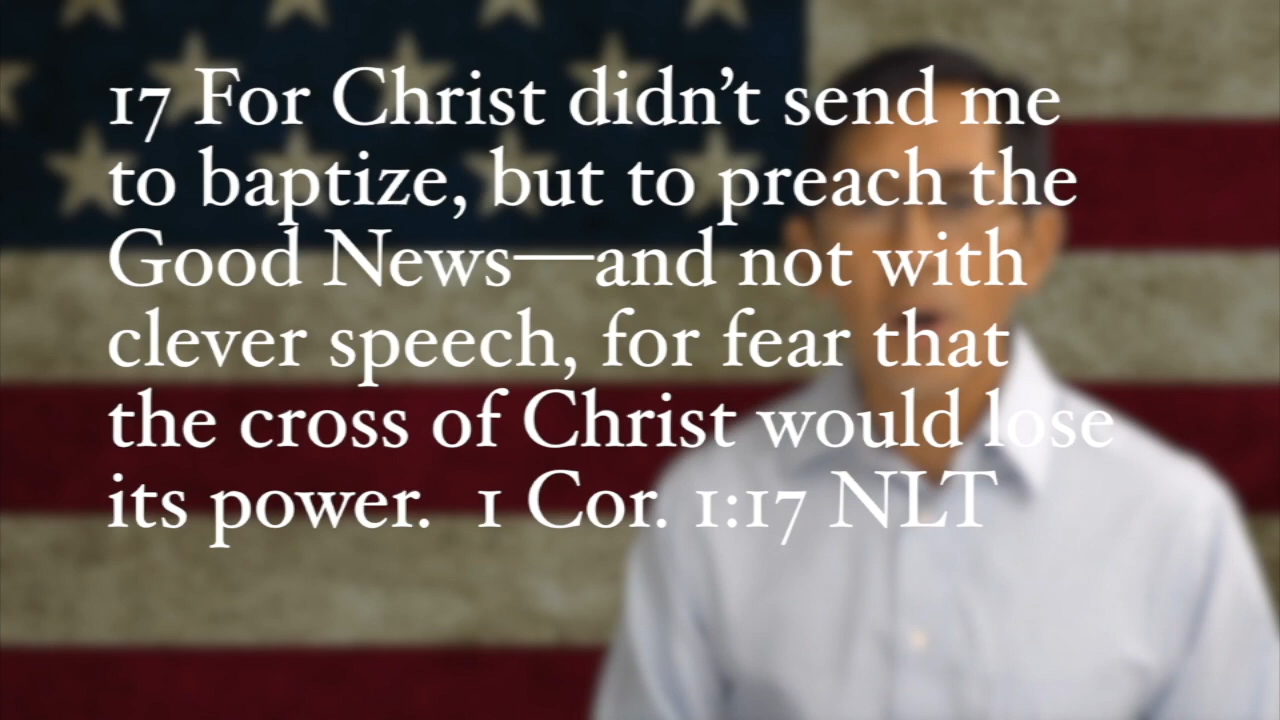 17 For Christ didn’t send me
to baptize, but to preach the
Good News—and not with
clever speech, for fear that
the cross of Christ would lose
its power.  1 Cor. 1:17 NLT